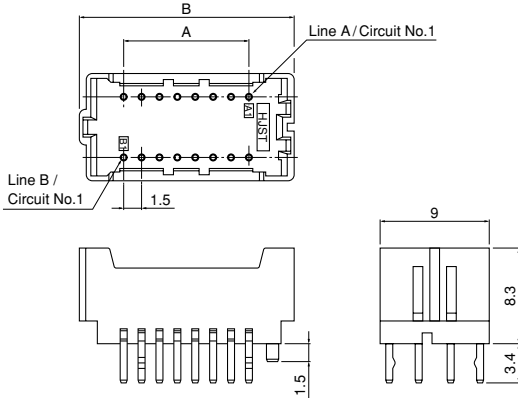 B
A
Line A / Circuit No.1
A1
HJST
B1
Line B /
Circuit No.1
1.5
9
8.3
3.4
1.5